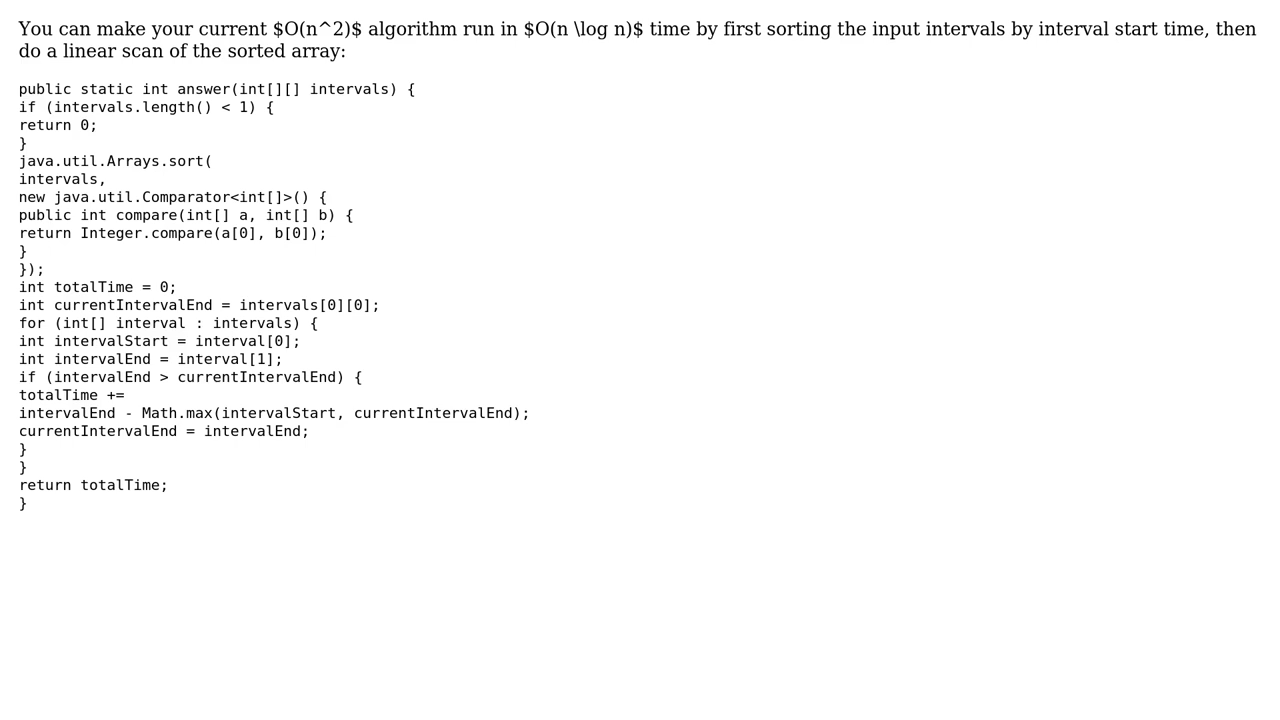 You can make your current $O(n^2)$ algorithm run in $O(n \log n)$ time by first sorting the input intervals by interval start time, then
do a linear scan of the sorted array:
public static int answer(int[][] intervals) {
if (intervals.length() < 1) {
return 0;
}
java.util.Arrays.sort(
intervals,
new java.util.Comparator<int[]>() {
public int compare(int[] a, int[] b) {
return Integer.compare(a[0], b[0]);
}
});
int totalTime = 0;
int currentIntervalEnd = intervals[0][0];
for (int[] interval : intervals) {
int intervalStart = interval[0];
int intervalEnd = interval[1];
if (intervalEnd > currentIntervalEnd) {
totalTime +=
intervalEnd - Math.max(intervalStart, currentIntervalEnd);
currentIntervalEnd = intervalEnd;
}
}
return totalTime;
}